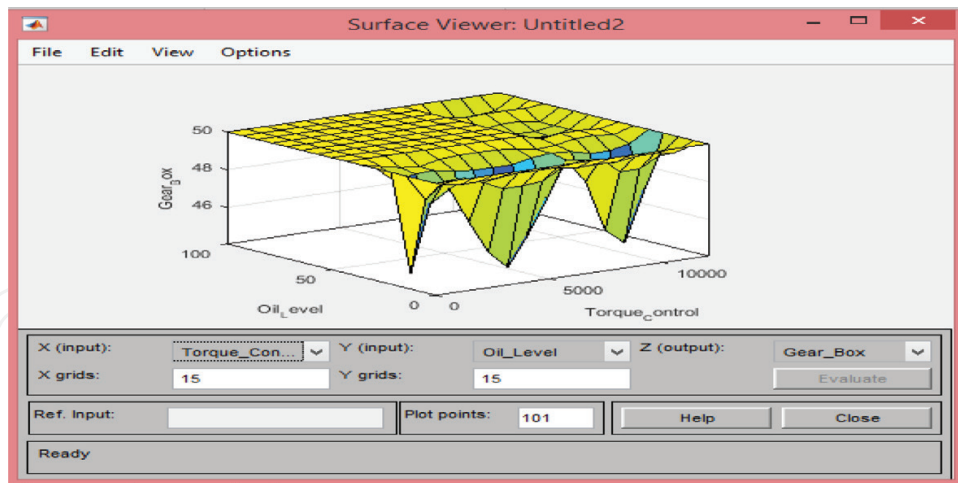 Surface Viewer: Untitled2
File Edit View Options
50
48
46
Gear_Box
100
50
0
Oil_Level
0
5000
10000
Torque_Control
X (input): Torque_Con... Y (input): Oil_Level Z (output): Gear_Box
X grids: 15 Y grids: 15 Evaluate
Ref. Input: Plot points: 101 Help Close
Ready